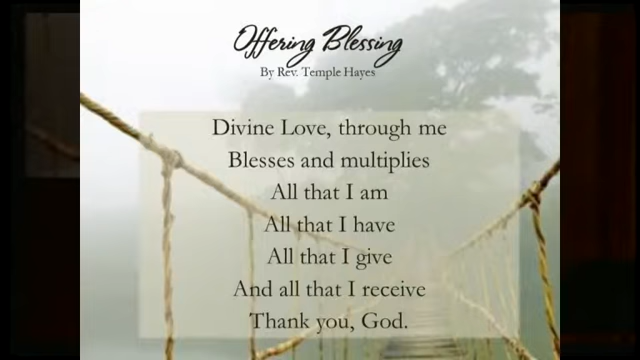 Offering Blessing
By Rev. Temple Hayes
Divine Love, through me
Blesses and multiplies
All that I am
All that I have
All that I give
And all that I receive
Thank you, God.